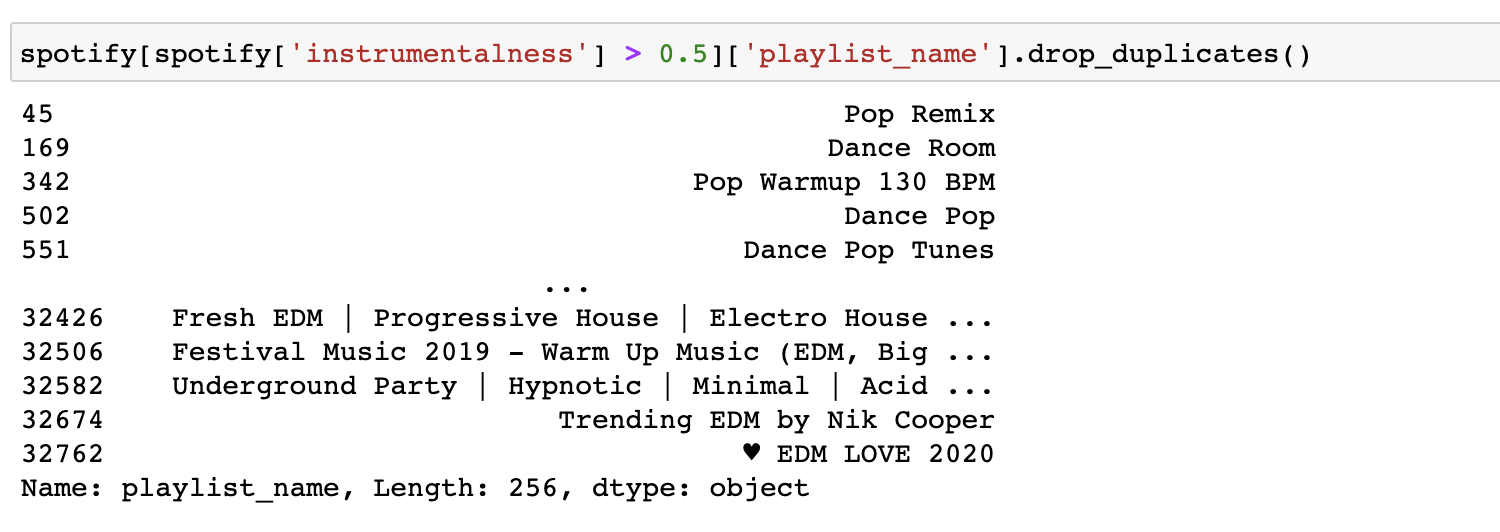 spotify[spotify['instrumentalness'] > 0.5]['playlist_name'].drop_duplicates()
45 Pop Remix
169 Dance Room
342 Pop Warmup 130 BPM
502 Dance Pop
551 Dance Pop Tunes
...
32426 Fresh EDM | Progressive House | Electro House ...
32506 Festival Music 2019 - Warm Up Music (EDM, Big ...
32582 Underground Party | Hypnotic | Minimal | Acid ...
32674 Trending EDM by Nik Cooper
32762 ♥ EDM LOVE 2020
Name: playlist_name, Length: 256, dtype: object